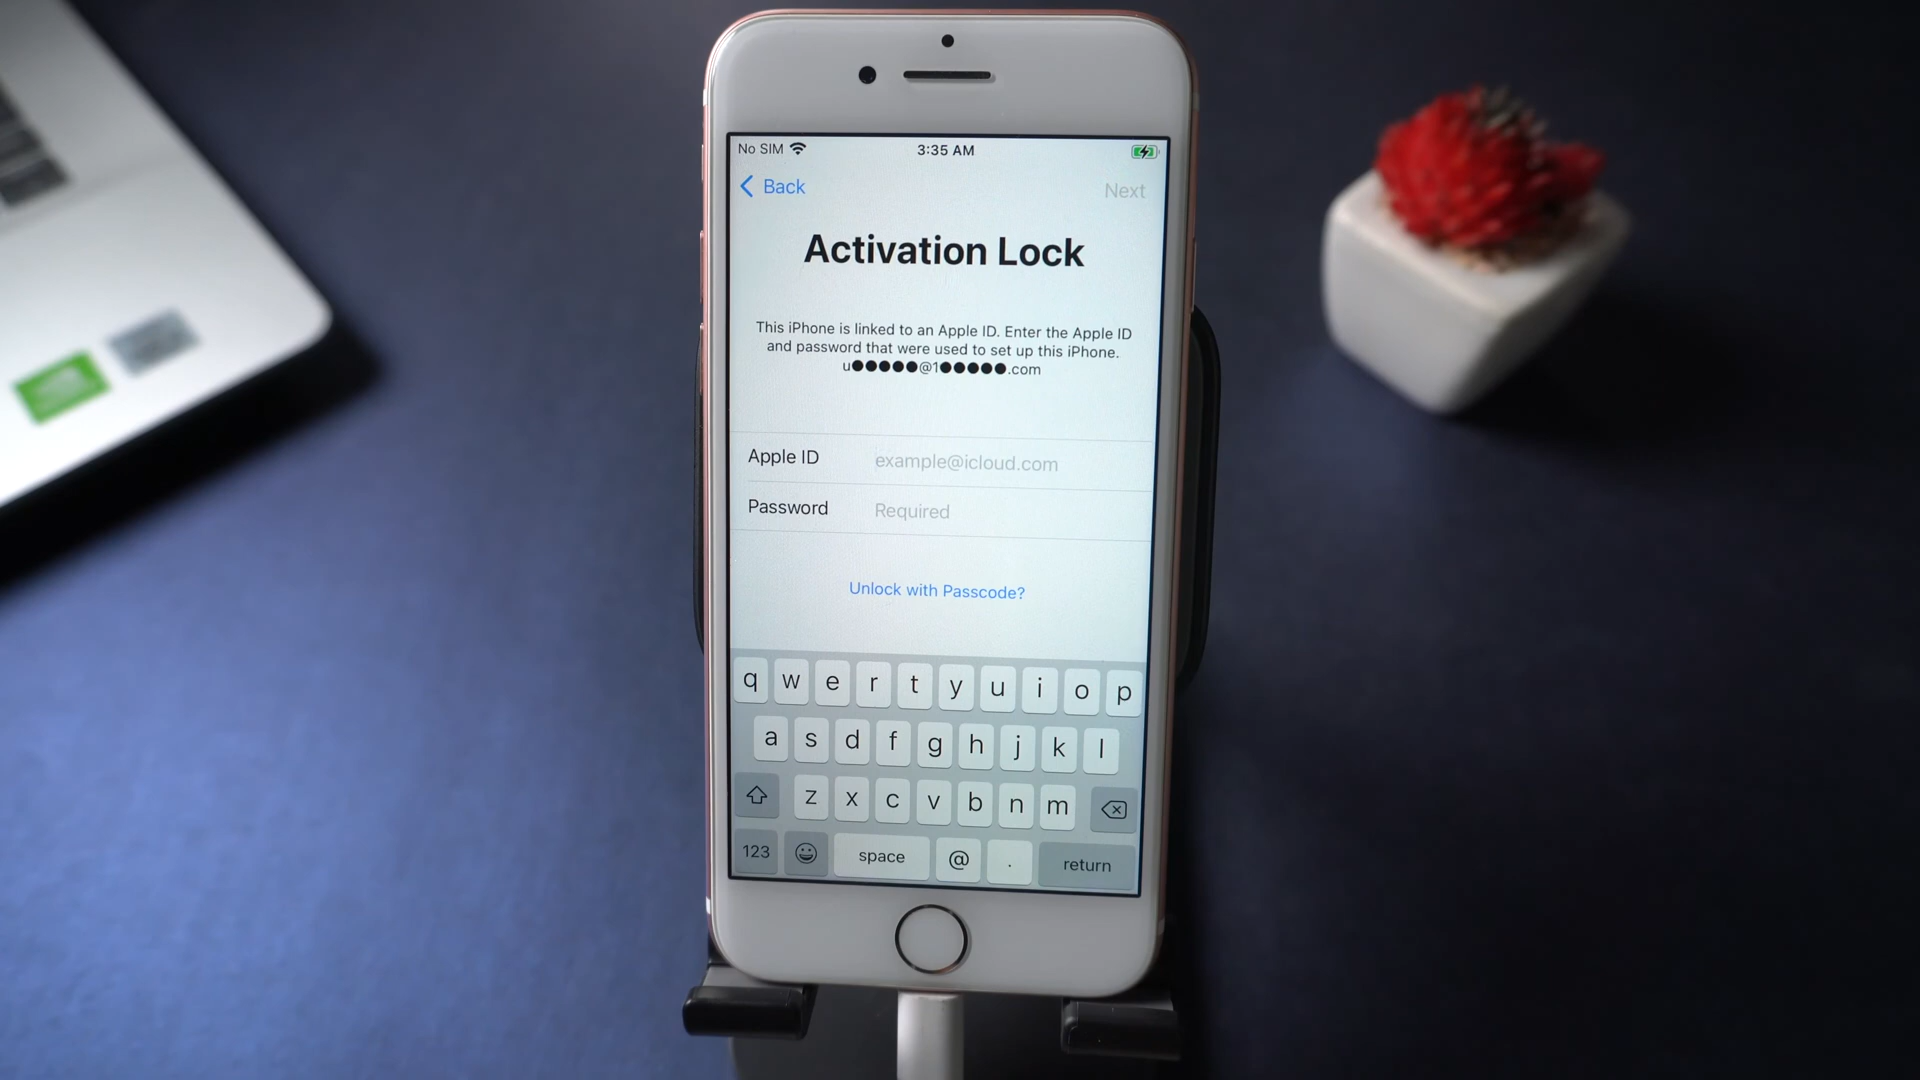 No SIM 3:35 AM
Back Next
Activation Lock
This iPhone is linked to an Apple ID. Enter the Apple ID
and password that were used to set up this iPhone.
u●●●●●@1●●●●●.com
Apple ID example@icloud.com
Password Required
Unlock with Passcode?
q w e r t y u i o p
a s d f g h j k l
z x c v b n m
123 space @ . return